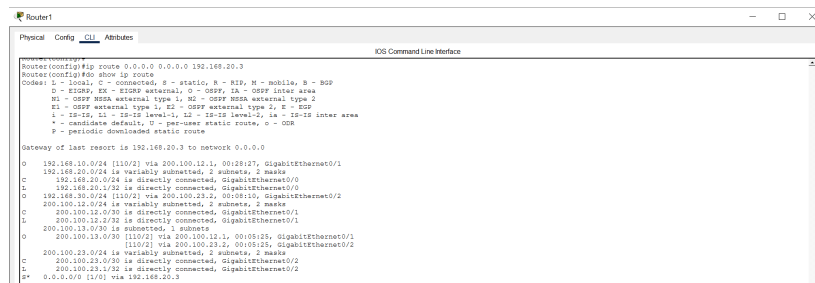 Router1
Physical Config CLI Attributes
IOS Command Line Interface
Router(config)#
Router(config)#ip route 0.0.0.0 0.0.0.0 192.168.20.3
Router(config)#do show ip route
Codes: L - local, C - connected, S - static, R - RIP, M - mobile, B - BGP
D - EIGRP, EX - EIGRP external, O - OSPF, IA - OSPF inter area
N1 - OSPF NSSA external type 1, N2 - OSPF NSSA external type 2
E1 - OSPF external type 1, E2 - OSPF external type 2, E - EGP
i - IS-IS, L1 - IS-IS level-1, L2 - IS-IS level-2, ia - IS-IS inter area
* - candidate default, U - per-user static route, o - ODR
P - periodic downloaded static route
Gateway of last resort is 192.168.20.3 to network 0.0.0.0
O 192.168.10.0/24 [110/2] via 200.100.12.1, 00:28:27, GigabitEthernet0/1
192.168.20.0/24 is variably subnetted, 2 subnets, 2 masks
C 192.168.20.0/24 is directly connected, GigabitEthernet0/0
L 192.168.20.1/32 is directly connected, GigabitEthernet0/0
O 192.168.30.0/24 [110/2] via 200.100.23.2, 00:08:10, GigabitEthernet0/2
200.100.12.0/24 is variably subnetted, 2 subnets, 2 masks
C 200.100.12.0/30 is directly connected, GigabitEthernet0/1
L 200.100.12.2/32 is directly connected, GigabitEthernet0/1
200.100.13.0/30 is subnetted, 1 subnets
O 200.100.13.0/30 [110/2] via 200.100.12.1, 00:05:25, GigabitEthernet0/1
[110/2] via 200.100.23.2, 00:05:25, GigabitEthernet0/2
200.100.23.0/24 is variably subnetted, 2 subnets, 2 masks
C 200.100.23.0/30 is directly connected, GigabitEthernet0/2
L 200.100.23.1/32 is directly connected, GigabitEthernet0/2
S* 0.0.0.0/0 [1/0] via 192.168.20.3